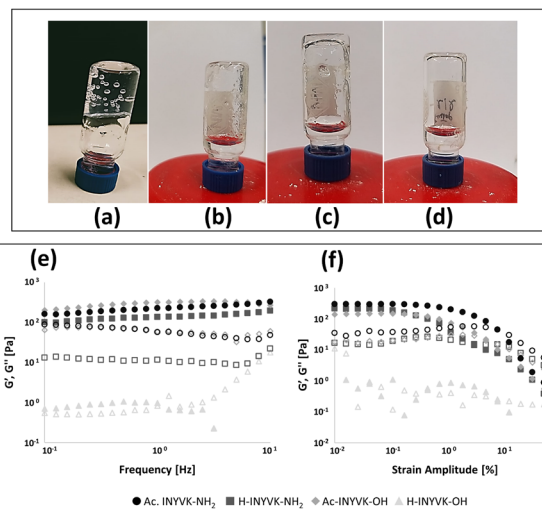 (a) (b) (c) (d)
(e) (f)
10³ 10³
10² 10²
10¹ 10¹
10⁰ 10⁰
10⁻¹ 10⁻¹
10⁻²
G', G'' [Pa] G', G'' [Pa]
10⁻¹ 10⁰ 10¹ 10⁻² 10⁻¹ 10⁰ 10¹
Frequency [Hz] Strain Amplitude [%]
Ac. INYVK-NH₂ H-INYVK-NH₂ Ac-INYVK-OH H-INYVK-OH